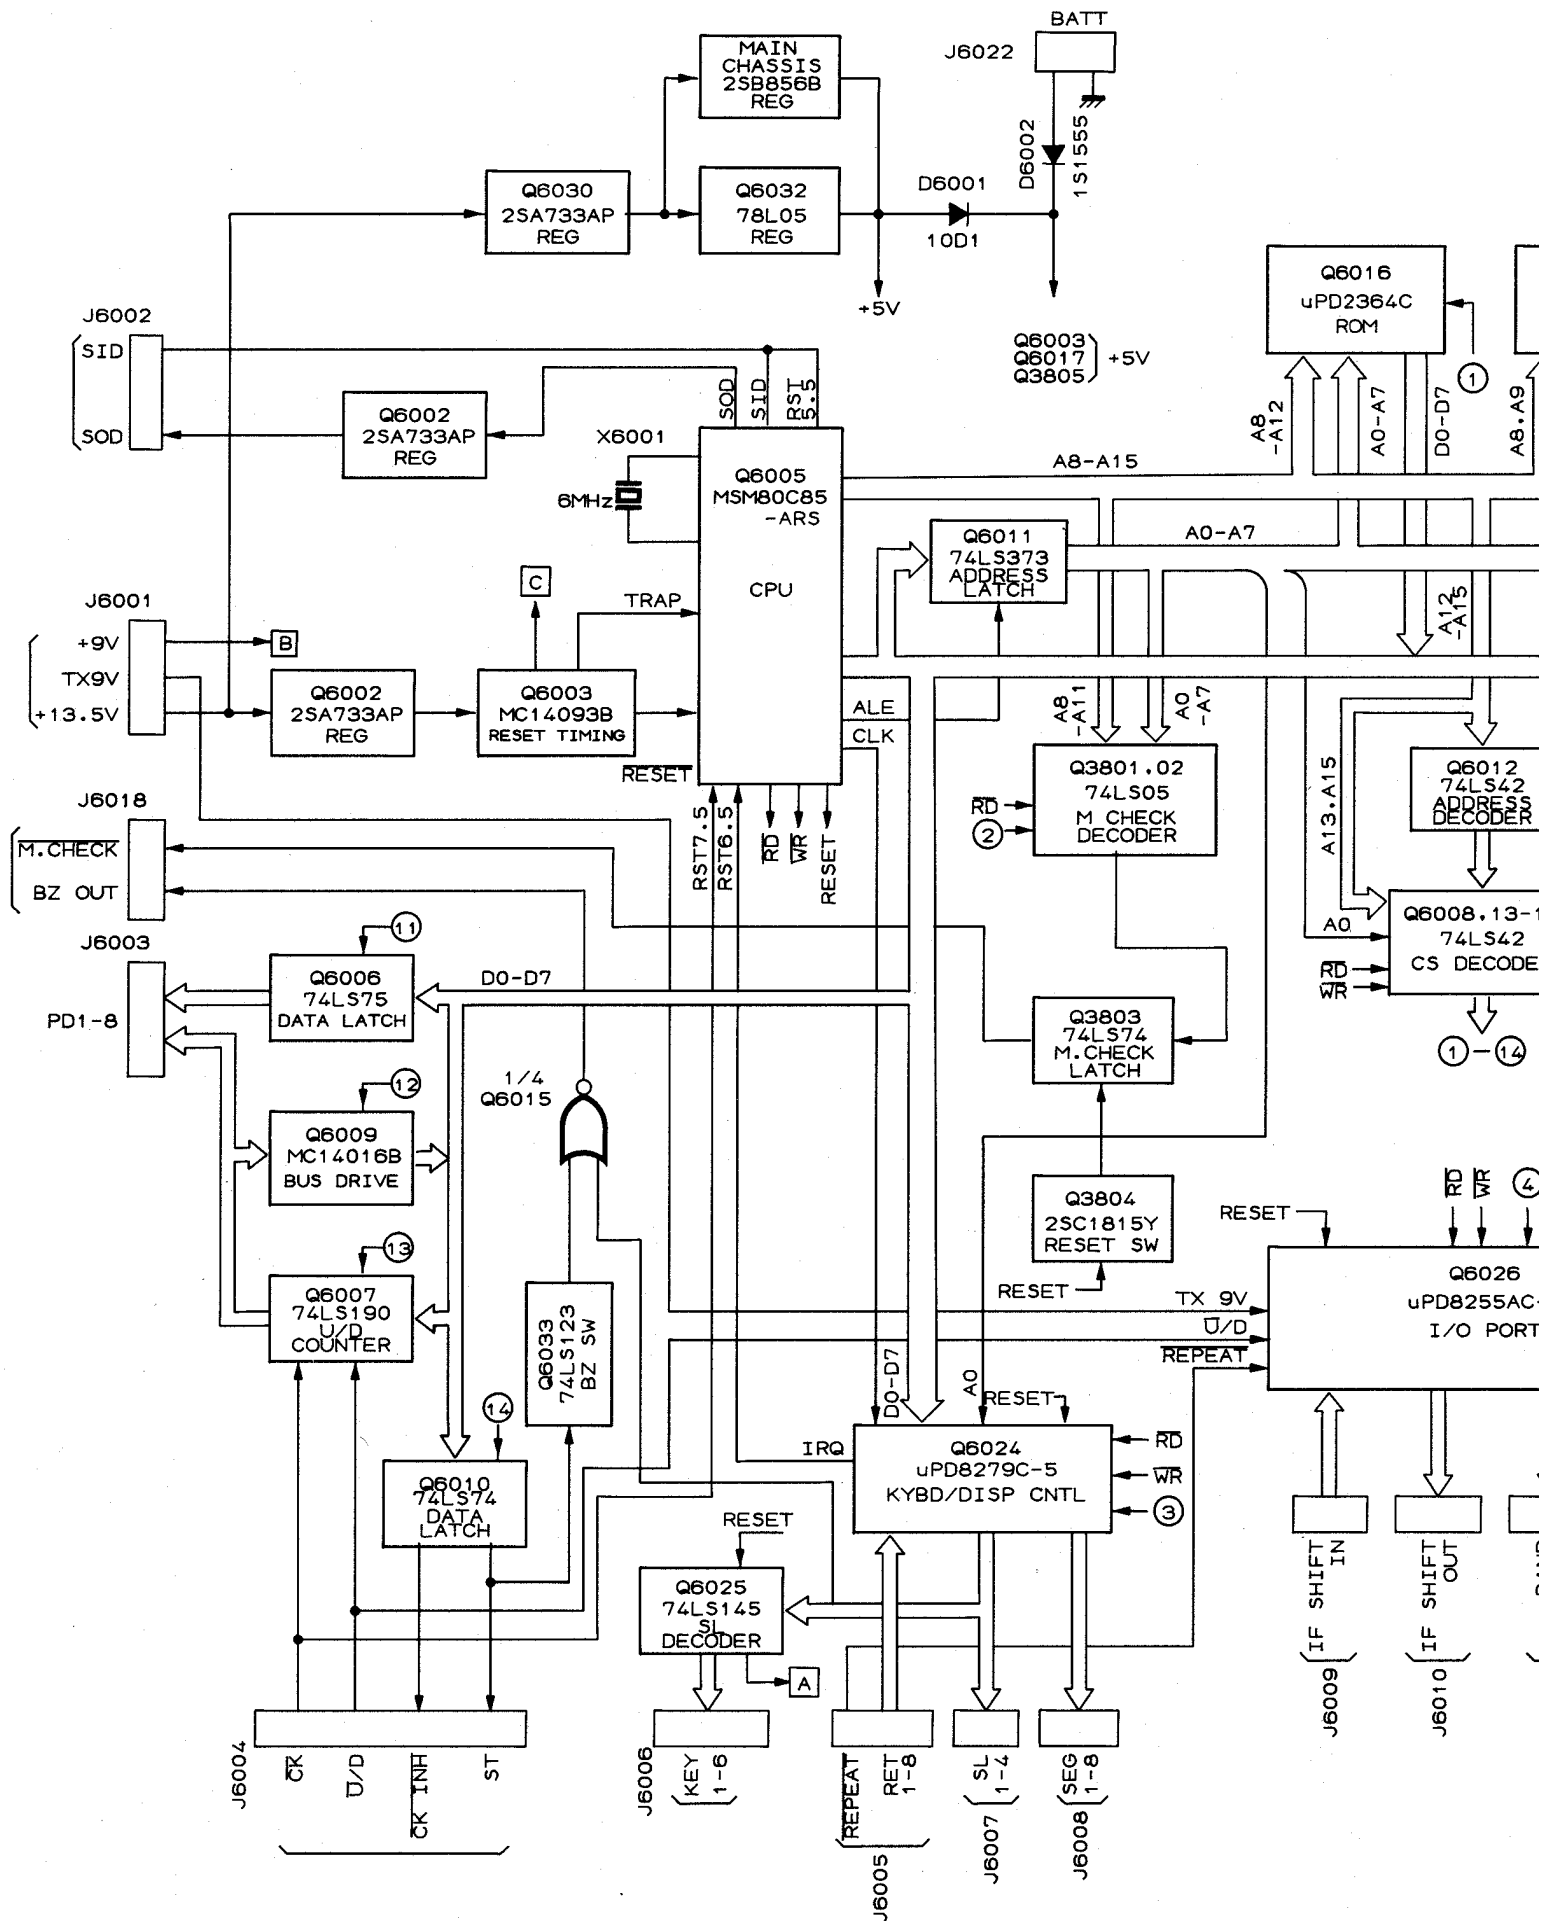 BATT
J6022
MAIN
CHASSIS
2SB856B
REG
D6002
1S1555
Q6030
2SA733AP
REG
Q6032
78L05
REG
D6001
10D1
+5V
Q6003
Q6017
Q3805
+5V
Q6016
uPD2364C
ROM
1
J6002
SID
SOD
Q6002
2SA733AP
REG
SOD
SID
RST
5.5
X6001
6MHz
Q6005
MSM80C85
-ARS
CPU
A8-A15
A8
-A12
A0-A7
D0-D7
A8.A9
Q6011
74LS373
ADDRESS
LATCH
A0-A7
A12
-A15
C
TRAP
J6001
+9V
TX9V
+13.5V
B
Q6002
2SA733AP
REG
Q6003
MC14093B
RESET TIMING
RESET
ALE
CLK
A8
-A11
A0
-A7
RST7.5
RST6.5
RD
WR
RESET
Q3801.02
74LS05
M CHECK
DECODER
RD
2
A13.A15
Q6012
74LS42
ADDRESS
DECODER
J6018
M.CHECK
BZ OUT
Q6008.13-1
74LS42
CS DECODE
A0
RD
WR
1-14
J6003
PD1-8
11
Q6006
74LS75
DATA LATCH
D0-D7
12
Q6009
MC14016B
BUS DRIVE
1/4
Q6015
Q3803
74LS74
M.CHECK
LATCH
Q3804
2SC1815Y
RESET SW
RESET
13
Q6007
74LS190
U/D
COUNTER
Q6033
74LS123
BZ SW
RESET
RD
WR
4
Q6026
uPD8255AC-
I/O PORT
TX 9V
U/D
REPEAT
D0-D7
A0
RESET
14
Q6010
74LS74
DATA
LATCH
IRQ
Q6024
uPD8279C-5
KYBD/DISP CNTL
RD
WR
3
RESET
Q6025
74LS145
SL
DECODER
A
IF SHIFT
IN
J6009
IF SHIFT
OUT
J6010
J6004
CK
U/D
CK INH
ST
J6006
KEY
1-6
REPEAT
RET
1-8
J6005
SL
1-4
J6007
SEG
1-8
J6008